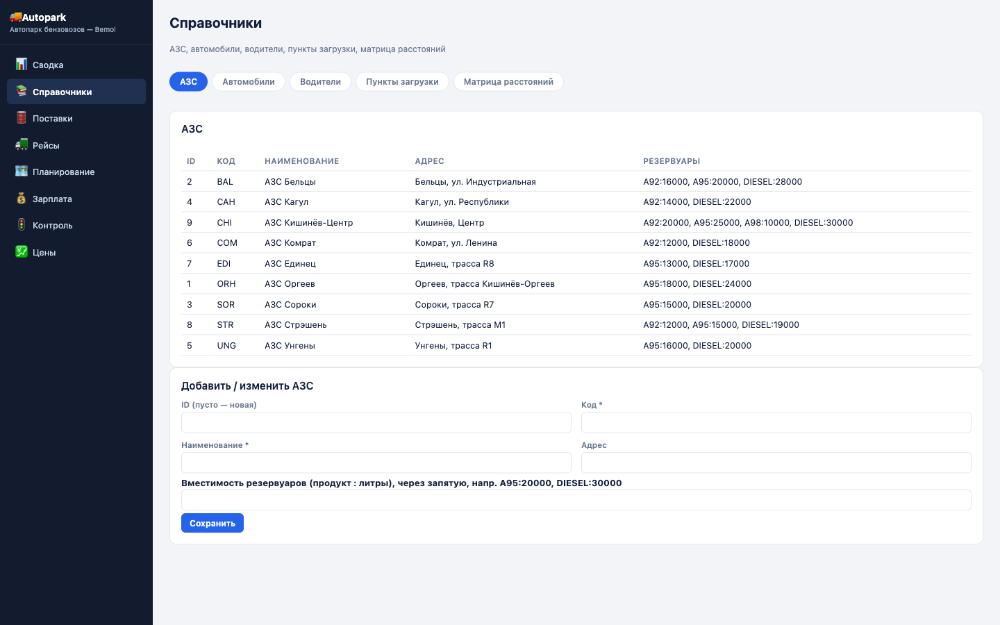 Autopark
Автопарк бензовозов — Bemol
Сводка
Справочники
Поставки
Рейсы
Планирование
Зарплата
Контроль
Цены
Справочники
АЗС, автомобили, водители, пункты загрузки, матрица расстояний
АЗС Автомобили Водители Пункты загрузки Матрица расстояний
АЗС
ID КОД НАИМЕНОВАНИЕ АДРЕС РЕЗЕРВУАРЫ
2 BAL АЗС Бельцы Бельцы, ул. Индустриальная A92:16000, A95:20000, DIESEL:28000
4 CAH АЗС Кагул Кагул, ул. Республики A92:14000, DIESEL:22000
9 CHI АЗС Кишинёв-Центр Кишинёв, Центр A92:20000, A95:25000, A98:10000, DIESEL:30000
6 COM АЗС Комрат Комрат, ул. Ленина A92:12000, DIESEL:18000
7 EDI АЗС Единец Единец, трасса R8 A95:13000, DIESEL:17000
1 ORH АЗС Оргеев Оргеев, трасса Кишинёв-Оргеев A95:18000, DIESEL:24000
3 SOR АЗС Сороки Сороки, трасса R7 A95:15000, DIESEL:20000
8 STR АЗС Стрэшень Стрэшень, трасса M1 A92:12000, A95:15000, DIESEL:19000
5 UNG АЗС Унгены Унгены, трасса R1 A95:16000, DIESEL:20000
Добавить / изменить АЗС
ID (пусто — новая) Код *
Наименование * Адрес
Вместимость резервуаров (продукт : литры), через запятую, напр. A95:20000, DIESEL:30000
Сохранить